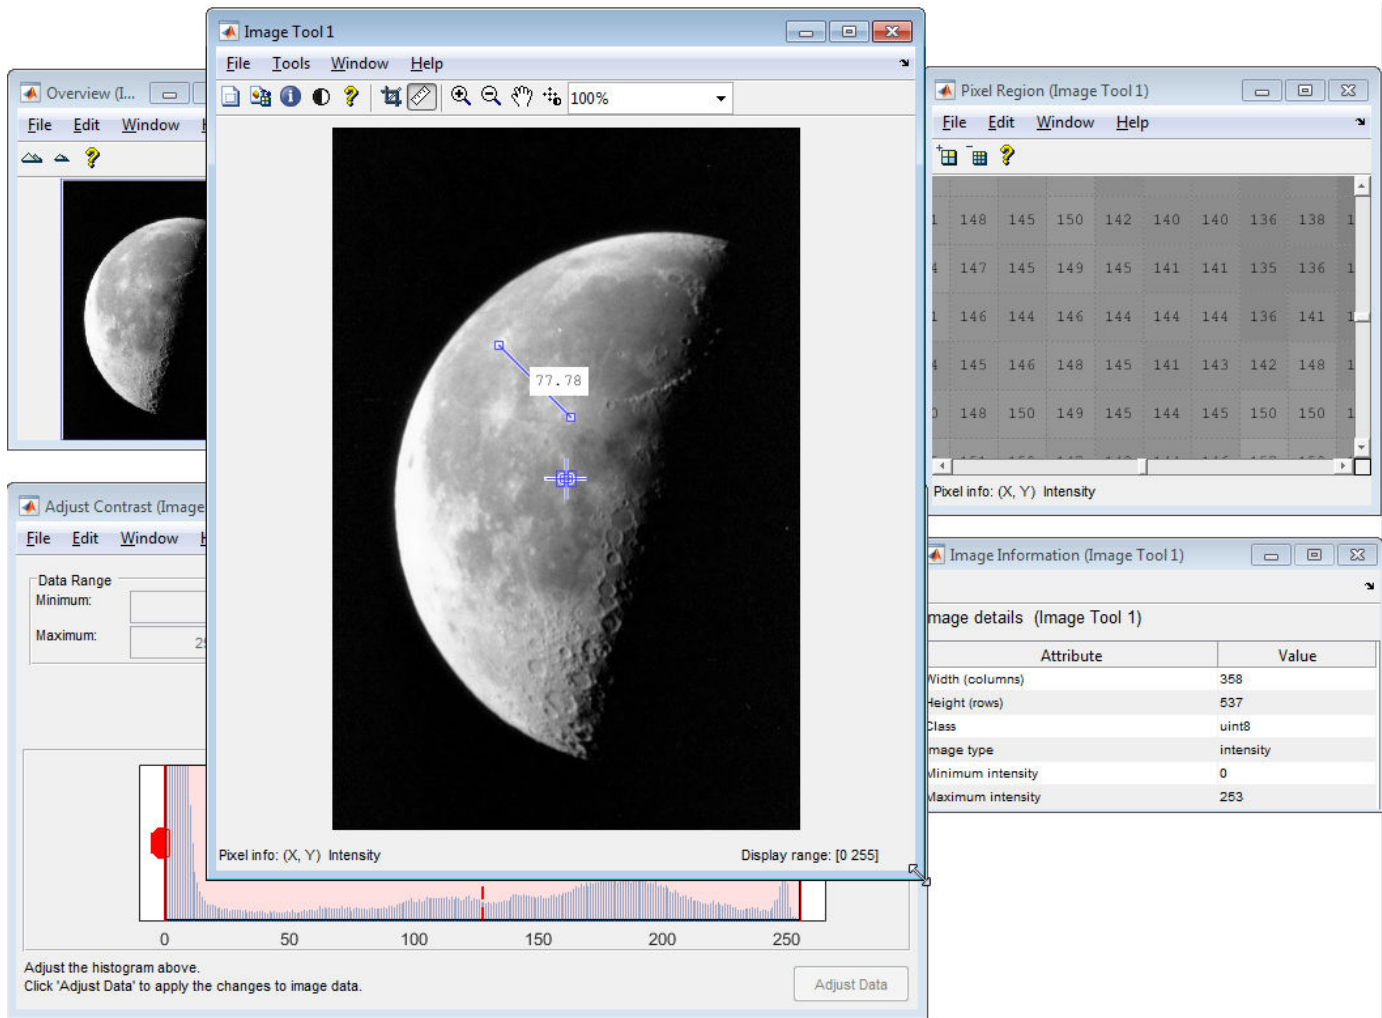 Image Tool 1
File Tools Window Help
100%
77.78
Pixel info: (X, Y) Intensity
Display range: [0 255]
Overview (I...
File Edit Window
Pixel Region (Image Tool 1)
File Edit Window Help
148 145 150 142 140 140 136 138
147 145 149 145 141 141 135 136
146 144 146 144 144 144 136 141
145 146 148 145 141 143 142 148
148 150 149 145 144 145 150 150
Pixel info: (X, Y) Intensity
Adjust Contrast (Image
File Edit Window
Data Range
Minimum:
Maximum:
0 50 100 150 200 250
Adjust the histogram above.
Click 'Adjust Data' to apply the changes to image data.
Adjust Data
Image Information (Image Tool 1)
mage details (Image Tool 1)
Attribute Value
Width (columns) 358
Height (rows) 537
Class uint8
mage type intensity
Minimum intensity 0
Maximum intensity 253